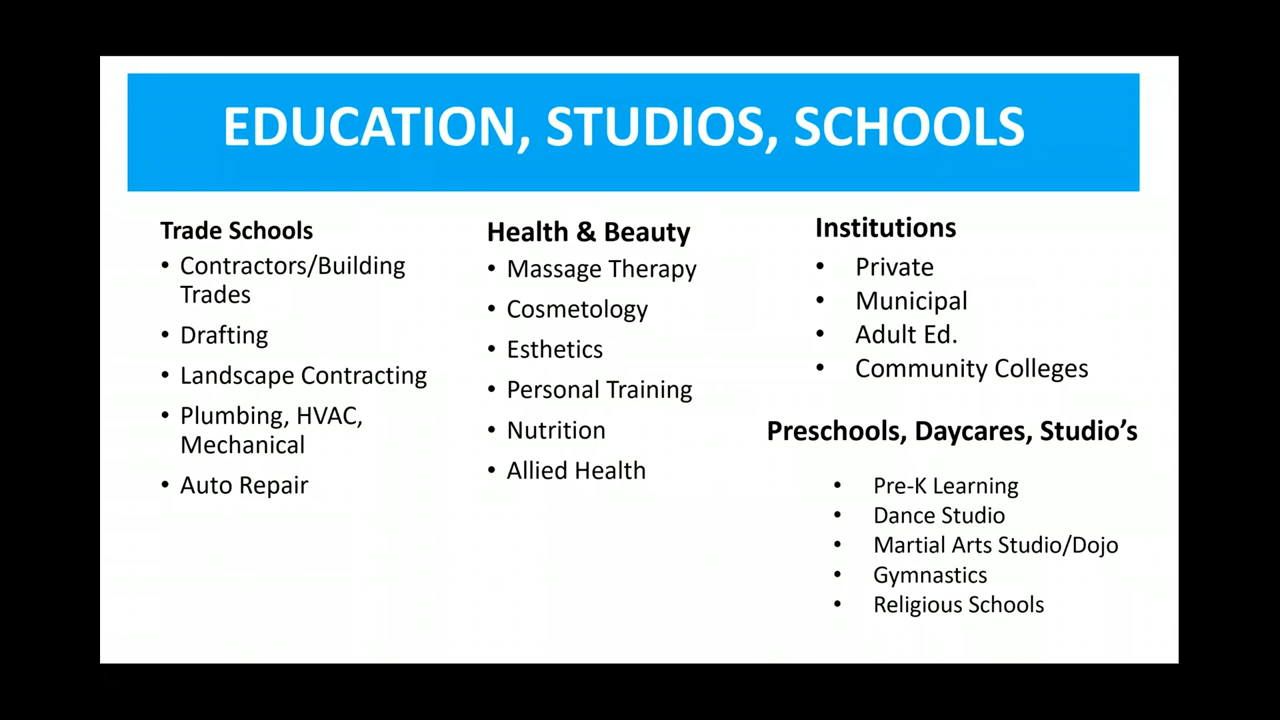 EDUCATION, STUDIOS, SCHOOLS
Trade Schools
• Contractors/Building
Trades
• Drafting
• Landscape Contracting
• Plumbing, HVAC,
Mechanical
• Auto Repair
Health & Beauty
• Massage Therapy
• Cosmetology
• Esthetics
• Personal Training
• Nutrition
• Allied Health
Institutions
• Private
• Municipal
• Adult Ed.
• Community Colleges
Preschools, Daycares, Studio’s
• Pre-K Learning
• Dance Studio
• Martial Arts Studio/Dojo
• Gymnastics
• Religious Schools